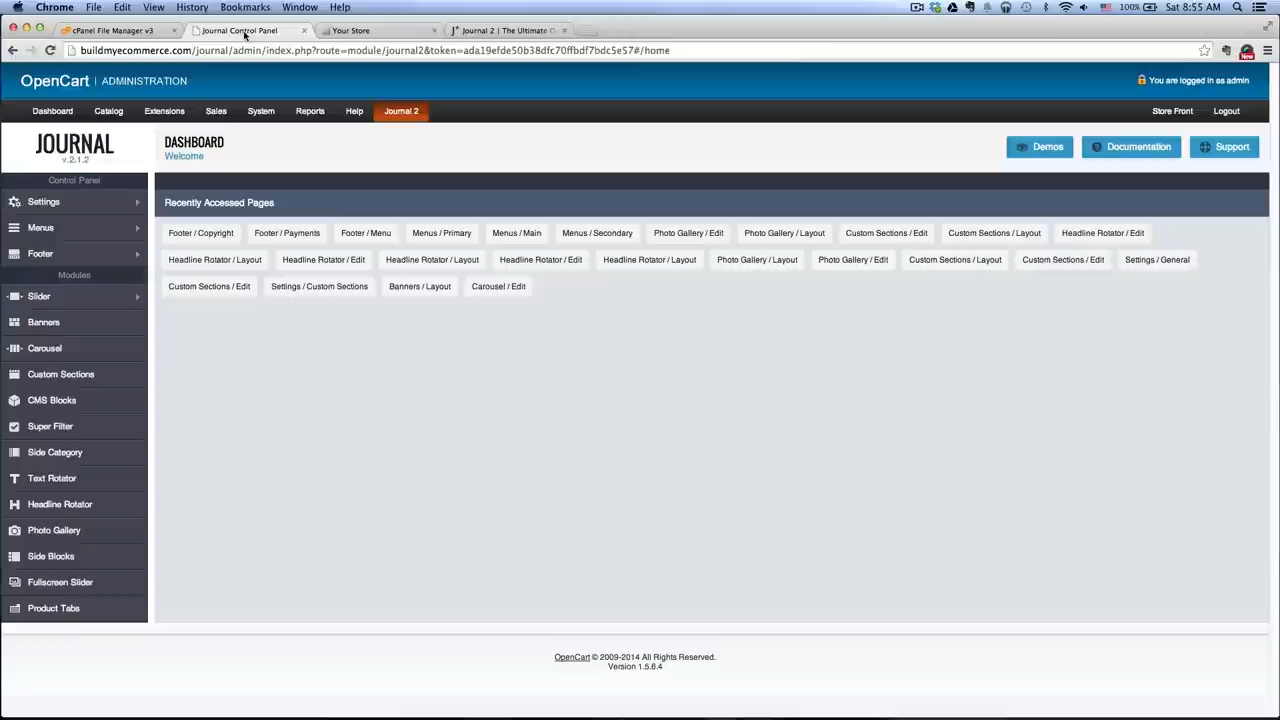 Chrome File Edit View History Bookmarks Window Help 100% Sat 8:55 AM
cPanel File Manager v3 Journal Control Panel Your Store Journal 2 | The Ultimate O
buildmyecommerce.com/journal/admin/index.php?route=module/journal2&token=ada19efde50b38dfc70ffbdf7bdc5e57#/home
New
OpenCart | ADMINISTRATION You are logged in as admin
Dashboard Catalog Extensions Sales System Reports Help Journal 2 Store Front Logout
JOURNAL
v.2.1.2
DASHBOARD
Welcome
Demos Documentation Support
Control Panel
Settings
Menus
Footer
Modules
Slider
Banners
Carousel
Custom Sections
CMS Blocks
Super Filter
Side Category
Text Rotator
Headline Rotator
Photo Gallery
Side Blocks
Fullscreen Slider
Product Tabs
Recently Accessed Pages
Footer / Copyright Footer / Payments Footer / Menu Menus / Primary Menus / Main Menus / Secondary Photo Gallery / Edit Photo Gallery / Layout Custom Sections / Edit Custom Sections / Layout Headline Rotator / Edit
Headline Rotator / Layout Headline Rotator / Edit Headline Rotator / Layout Headline Rotator / Edit Headline Rotator / Layout Photo Gallery / Layout Photo Gallery / Edit Custom Sections / Layout Custom Sections / Edit Settings / General
Custom Sections / Edit Settings / Custom Sections Banners / Layout Carousel / Edit
OpenCart © 2009-2014 All Rights Reserved.
Version 1.5.6.4